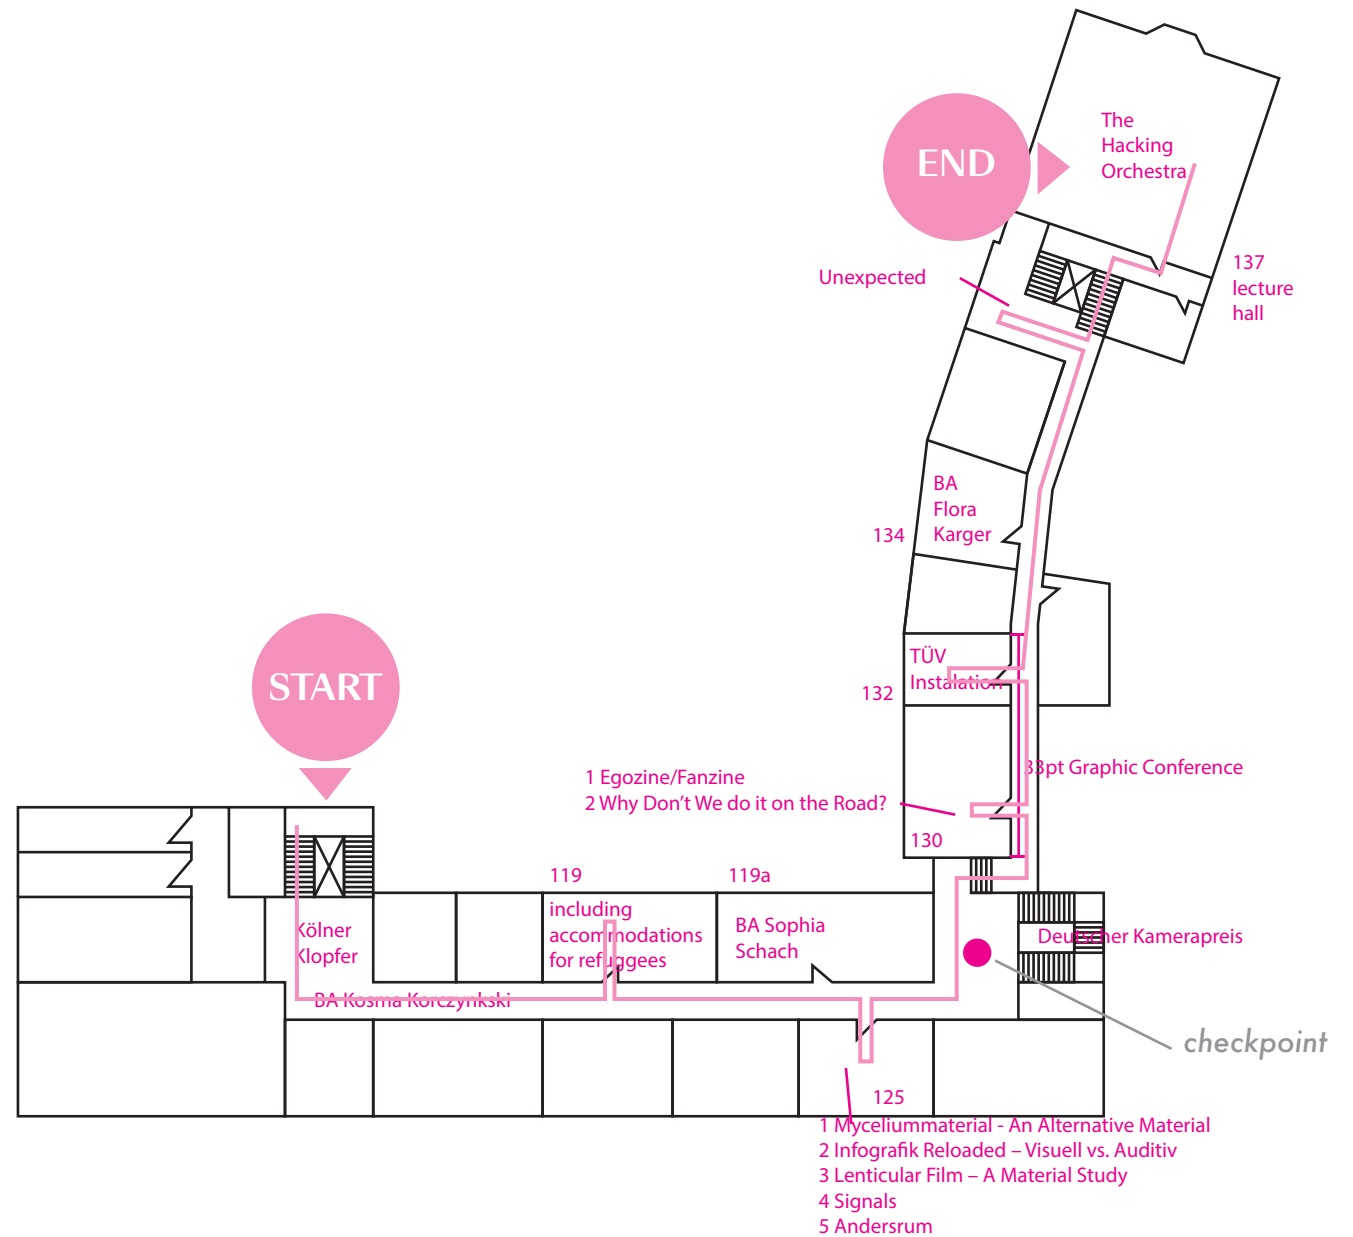 The
Hacking
Orchestra
END
137
lecture
hall
Unexpected
BA
Flora
Karger
134
TÜV
Instalation
132
START
33pt Graphic Conference
1 Egozine/Fanzine
2 Why Don't We do it on the Road?
130
119
119a
including
accommodations
for refuggees
BA Sophia
Schach
Kölner
Klopfer
Deutscher Kamerapreis
BA Kosma Korczynkski
checkpoint
125
1 Myceliummaterial - An Alternative Material
2 Infografik Reloaded – Visuell vs. Auditiv
3 Lenticular Film – A Material Study
4 Signals
5 Andersrum